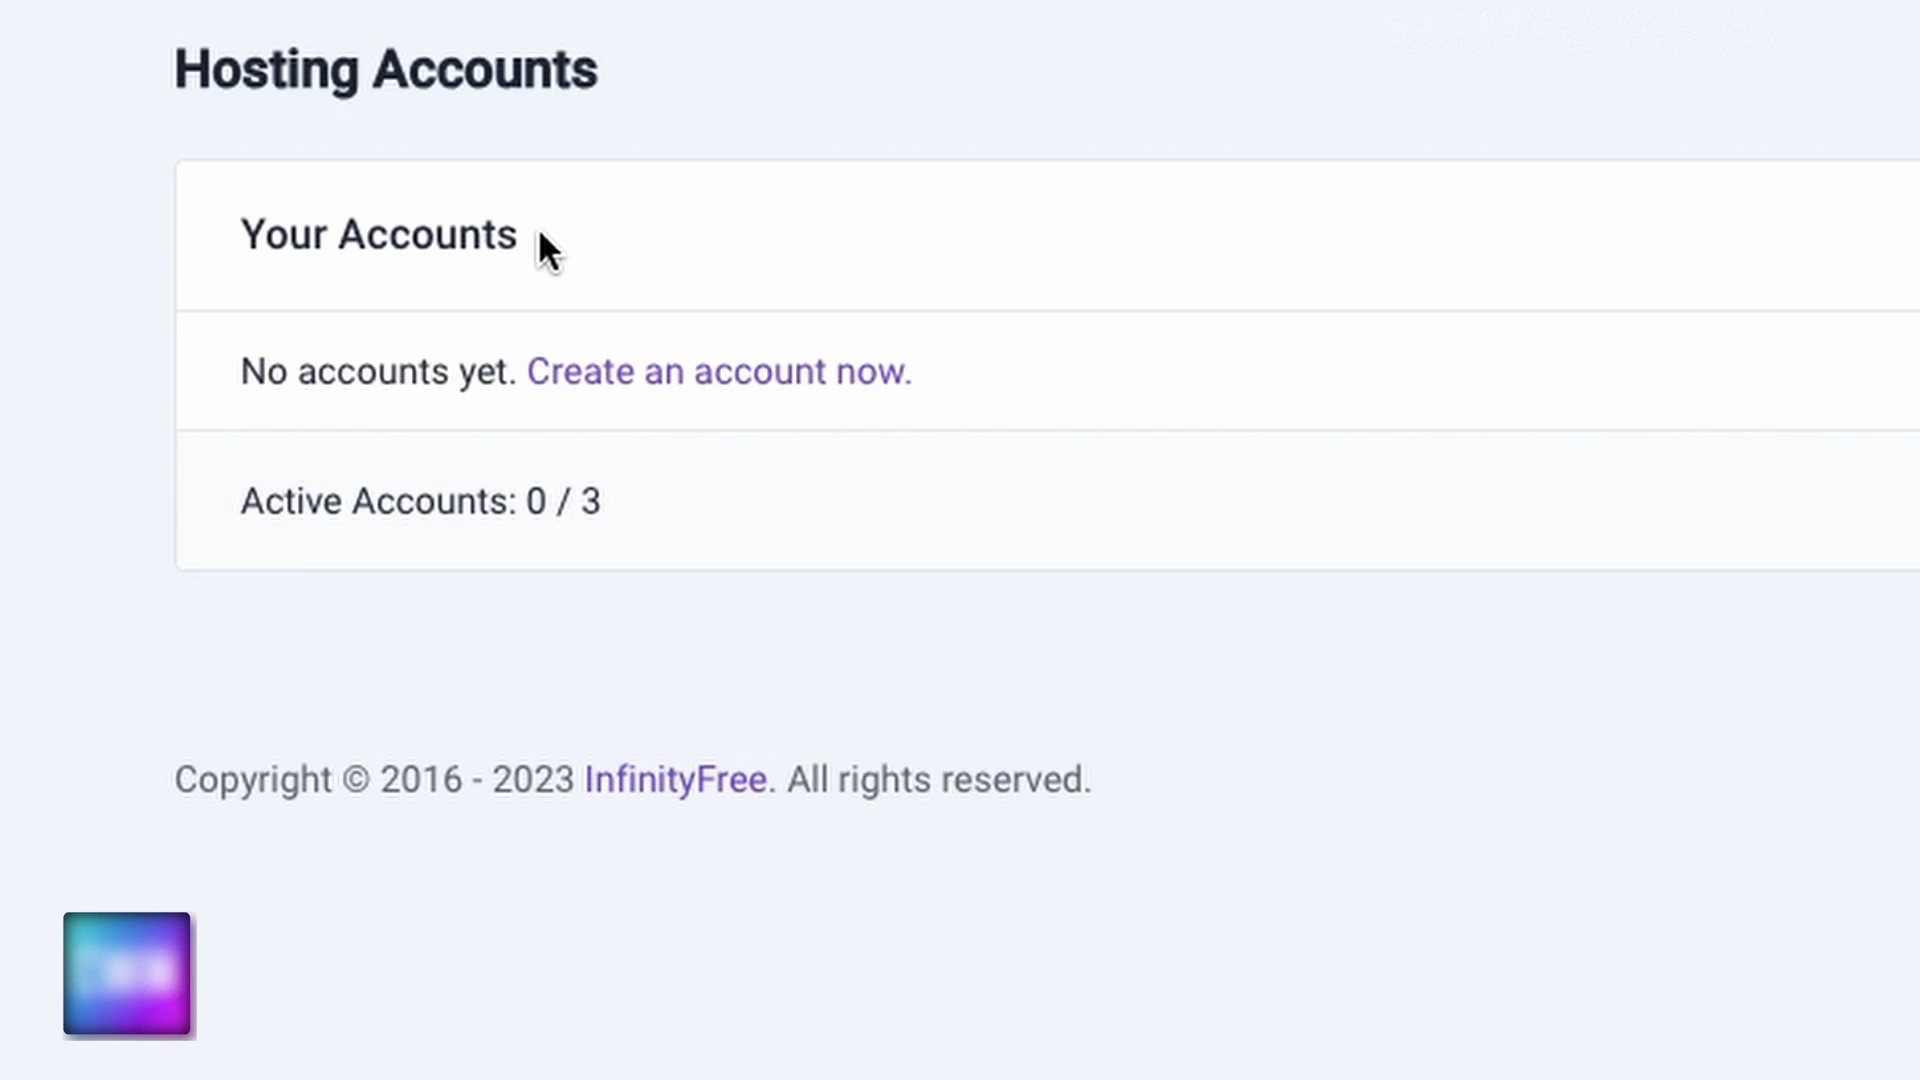 Hosting Accounts
Your Accounts
No accounts yet. Create an account now.
Active Accounts: 0 / 3
Copyright © 2016 - 2023 InfinityFree. All rights reserved.